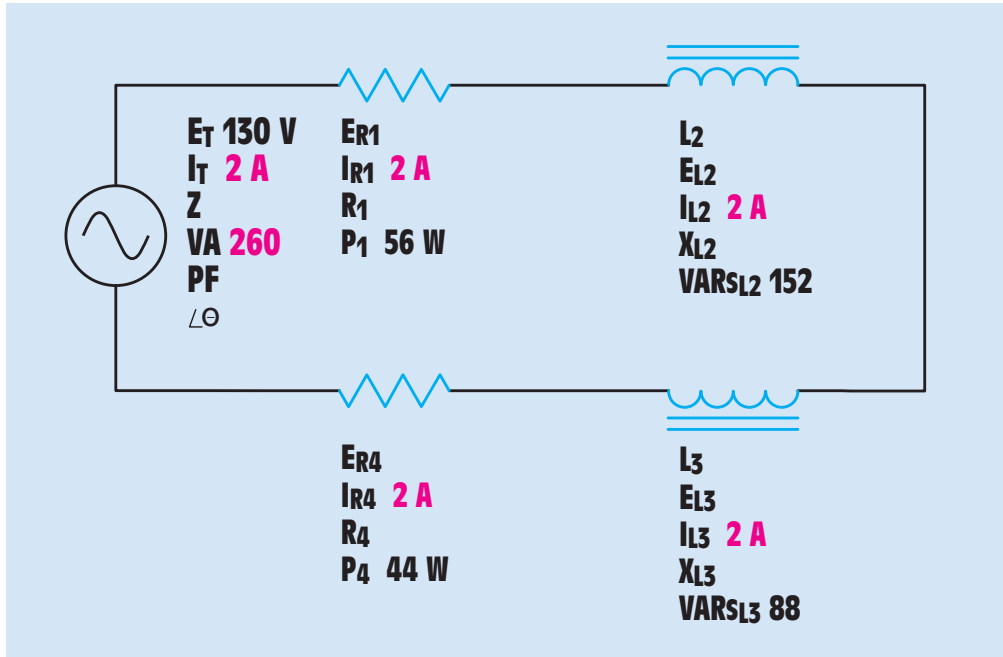 ET 130 V
IT 2 A
Z
VA 260
PF
∠Θ
ER1
IR1 2 A
R1
P1 56 W
L2
EL2
IL2 2 A
XL2
VARsL2 152
ER4
IR4 2 A
R4
P4 44 W
L3
EL3
IL3 2 A
XL3
VARsL3 88